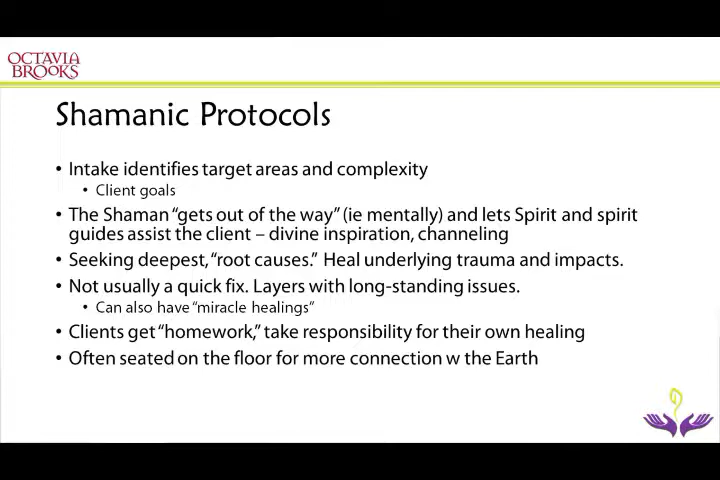 OCTAVIA
BROOKS
Shamanic Protocols
• Intake identifies target areas and complexity
• Client goals
• The Shaman “gets out of the way” (ie mentally) and lets Spirit and spirit
guides assist the client – divine inspiration, channeling
• Seeking deepest, “root causes.” Heal underlying trauma and impacts.
• Not usually a quick fix. Layers with long-standing issues.
• Can also have “miracle healings”
• Clients get “homework,” take responsibility for their own healing
• Often seated on the floor for more connection w the Earth